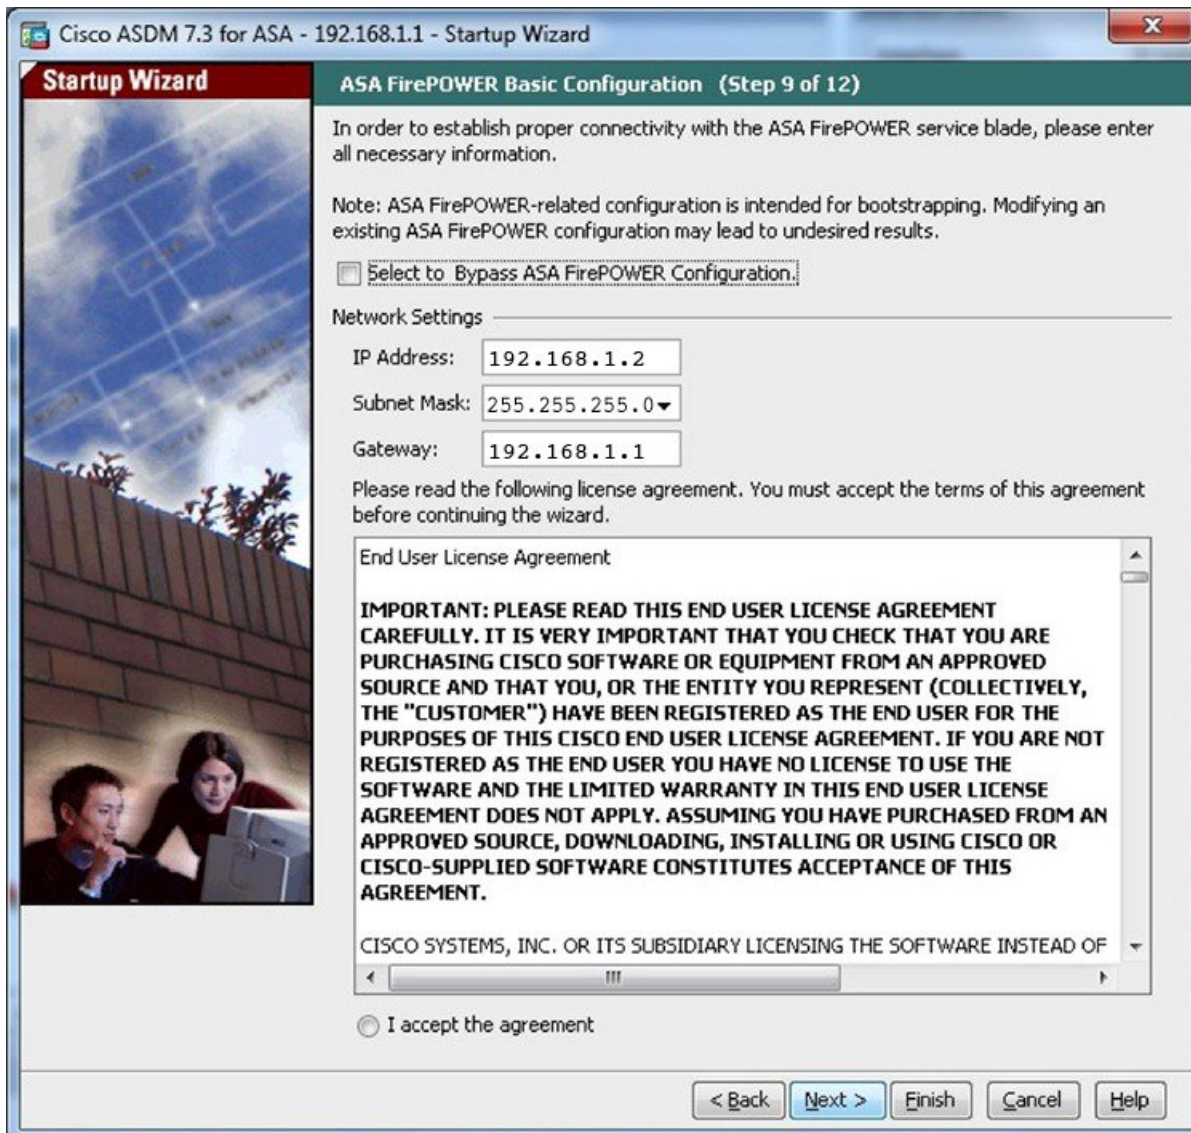 Cisco ASDM 7.3 for ASA - 192.168.1.1 - Startup Wizard
Startup Wizard
ASA FirePOWER Basic Configuration (Step 9 of 12)
In order to establish proper connectivity with the ASA FirePOWER service blade, please enter
all necessary information.
Note: ASA FirePOWER-related configuration is intended for bootstrapping. Modifying an
existing ASA FirePOWER configuration may lead to undesired results.
Select to Bypass ASA FirePOWER Configuration.
Network Settings
IP Address: 192.168.1.2
Subnet Mask: 255.255.255.0
Gateway: 192.168.1.1
Please read the following license agreement. You must accept the terms of this agreement
before continuing the wizard.
End User License Agreement
IMPORTANT: PLEASE READ THIS END USER LICENSE AGREEMENT
CAREFULLY. IT IS VERY IMPORTANT THAT YOU CHECK THAT YOU ARE
PURCHASING CISCO SOFTWARE OR EQUIPMENT FROM AN APPROVED
SOURCE AND THAT YOU, OR THE ENTITY YOU REPRESENT (COLLECTIVELY,
THE "CUSTOMER") HAVE BEEN REGISTERED AS THE END USER FOR THE
PURPOSES OF THIS CISCO END USER LICENSE AGREEMENT. IF YOU ARE NOT
REGISTERED AS THE END USER YOU HAVE NO LICENSE TO USE THE
SOFTWARE AND THE LIMITED WARRANTY IN THIS END USER LICENSE
AGREEMENT DOES NOT APPLY. ASSUMING YOU HAVE PURCHASED FROM AN
APPROVED SOURCE, DOWNLOADING, INSTALLING OR USING CISCO OR
CISCO-SUPPLIED SOFTWARE CONSTITUTES ACCEPTANCE OF THIS
AGREEMENT.
CISCO SYSTEMS, INC. OR ITS SUBSIDIARY LICENSING THE SOFTWARE INSTEAD OF
I accept the agreement
< Back Next > Finish Cancel Help